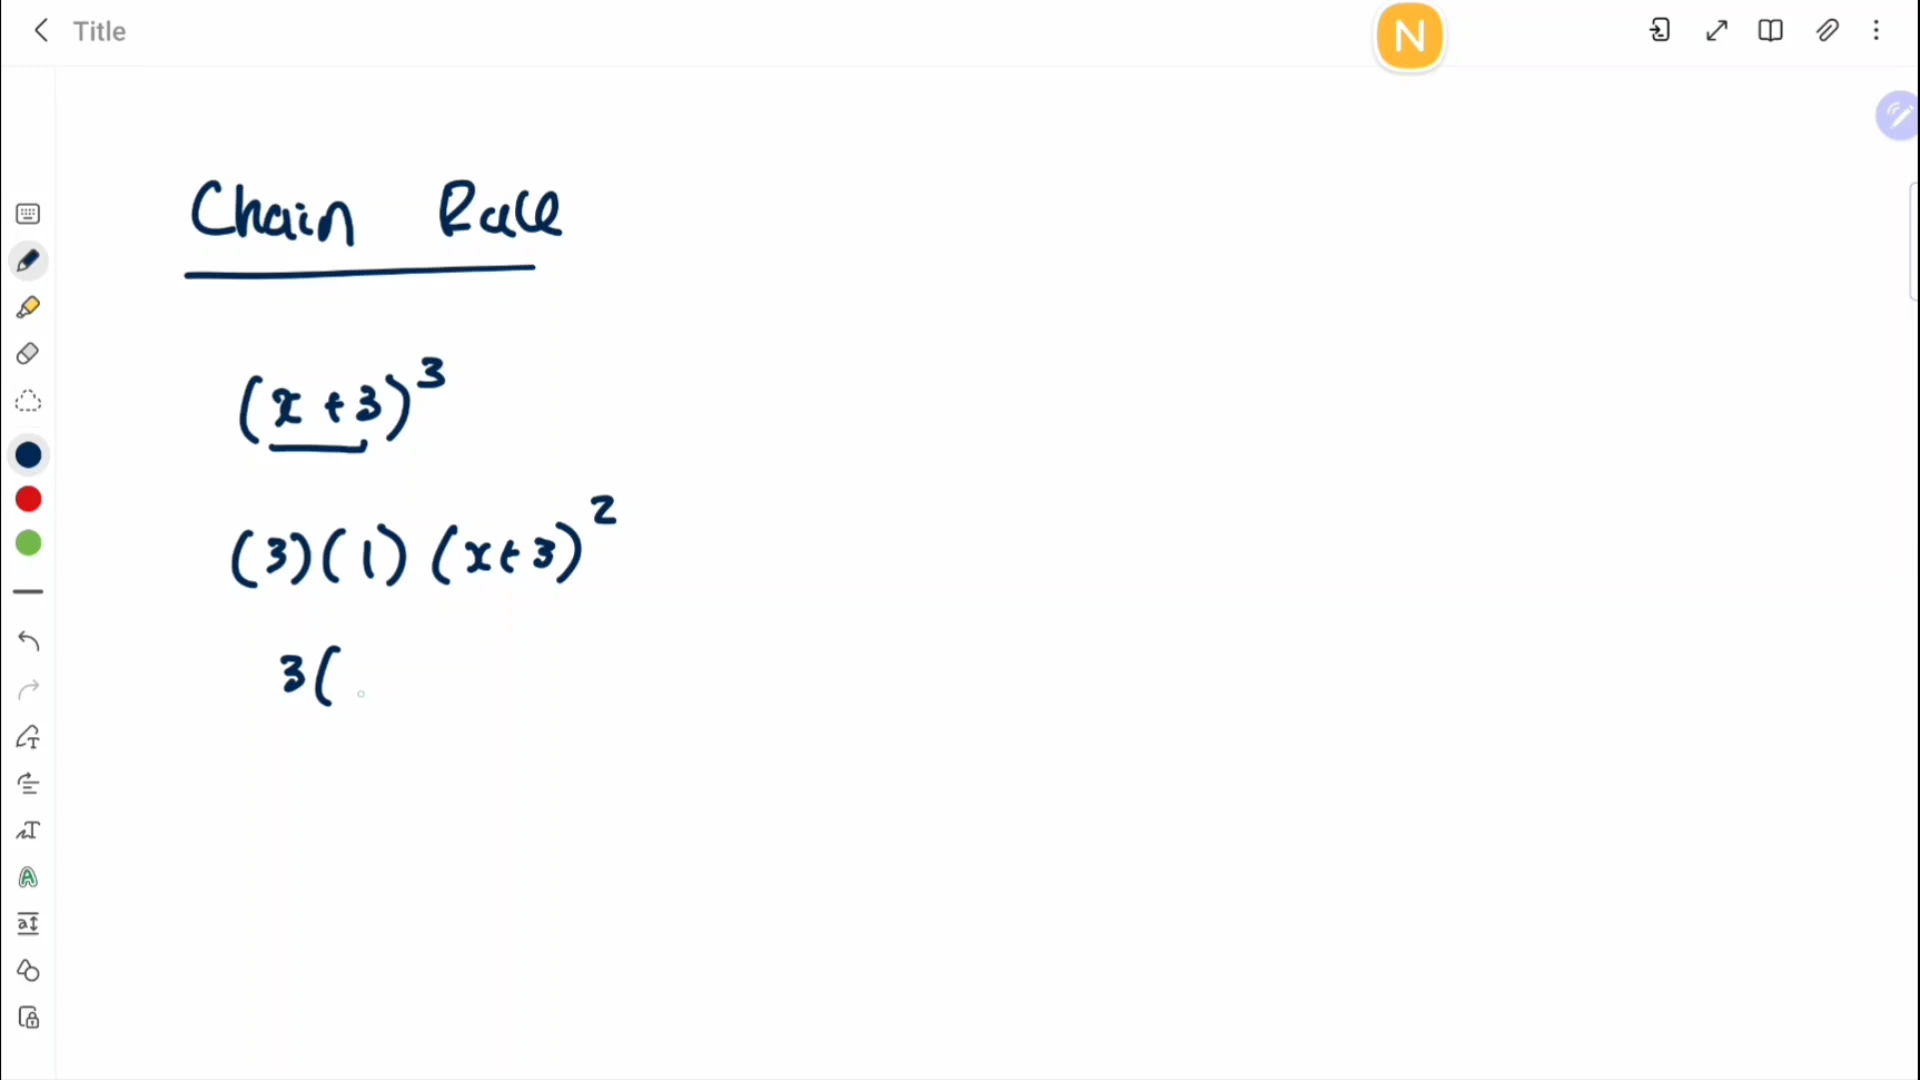 Title
N
Chain Rule
(x+3)³
(3)(1)(x+3)²
3(